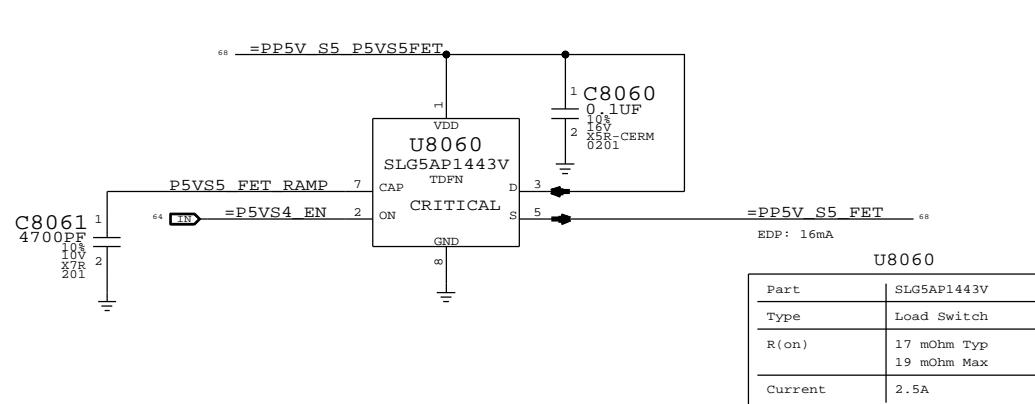 68 =PP5V_S5_P5VS5FET
1
VDD
U8060
SLG5AP1443V
TDFN
CRITICAL
7 CAP
2 ON
D 3
S 5
GND
8
1 C8060
0.1UF
10%
16V
2 X5R-CERM
0201
P5VS5_FET_RAMP
64 IN =P5VS4_EN
C8061 1
4700PF
10%
10V
X7R 2
201
=PP5V_S5_FET 68
EDP: 16mA
U8060
Part SLG5AP1443V
Type Load Switch
R(on) 17 mOhm Typ
19 mOhm Max
Current 2.5A